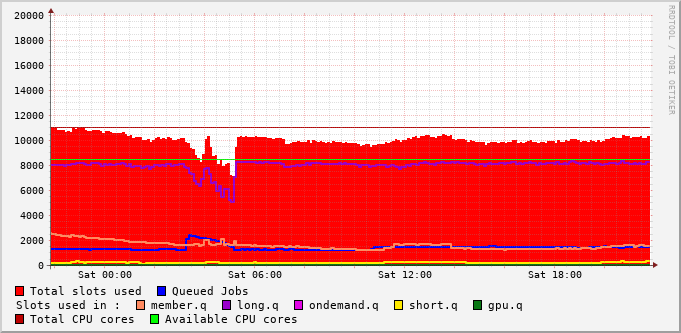 20000
18000
16000
14000
12000
10000
8000
6000
4000
2000
0
Sat 00:00 Sat 06:00 Sat 12:00 Sat 18:00
RRDTOOL / TOBI OETIKER
Total slots used Queued Jobs
Slots used in : member.q long.q ondemand.q short.q gpu.q
Total CPU cores Available CPU cores